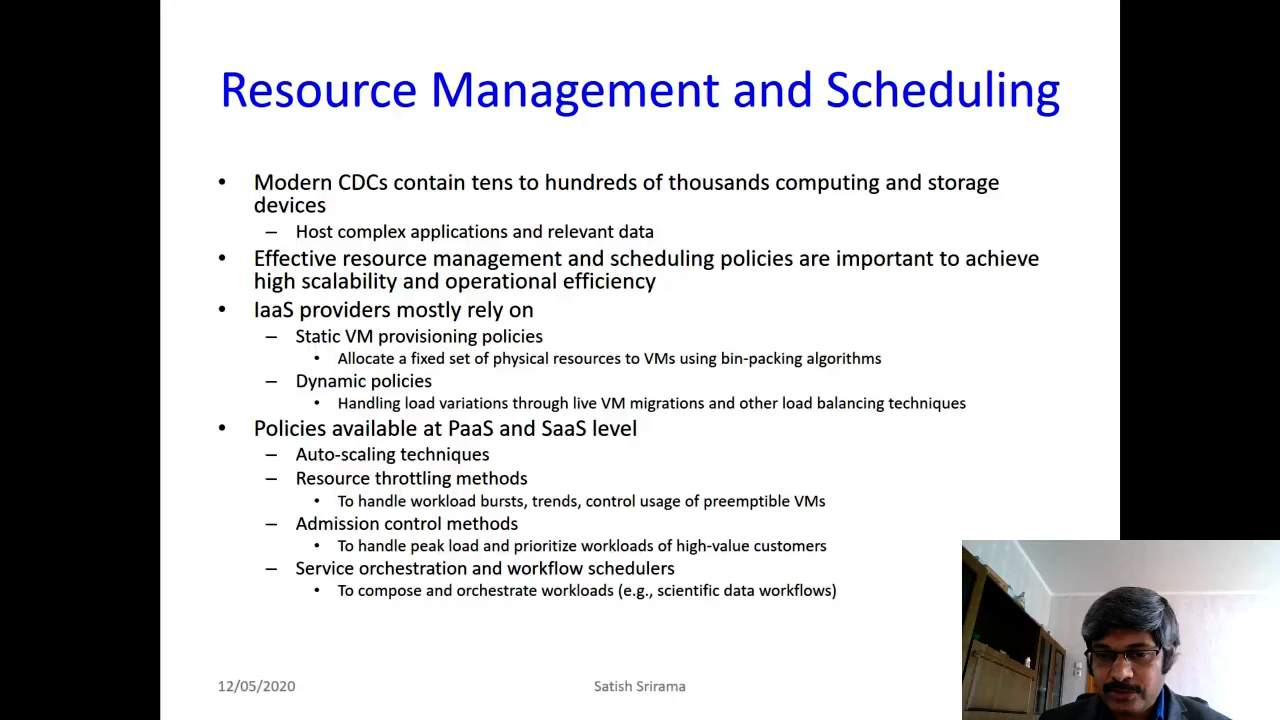 Resource Management and Scheduling
• Modern CDCs contain tens to hundreds of thousands computing and storage
devices
– Host complex applications and relevant data
• Effective resource management and scheduling policies are important to achieve
high scalability and operational efficiency
• IaaS providers mostly rely on
– Static VM provisioning policies
• Allocate a fixed set of physical resources to VMs using bin-packing algorithms
– Dynamic policies
• Handling load variations through live VM migrations and other load balancing techniques
• Policies available at PaaS and SaaS level
– Auto-scaling techniques
– Resource throttling methods
• To handle workload bursts, trends, control usage of preemptible VMs
– Admission control methods
• To handle peak load and prioritize workloads of high-value customers
– Service orchestration and workflow schedulers
• To compose and orchestrate workloads (e.g., scientific data workflows)
12/05/2020
Satish Srirama